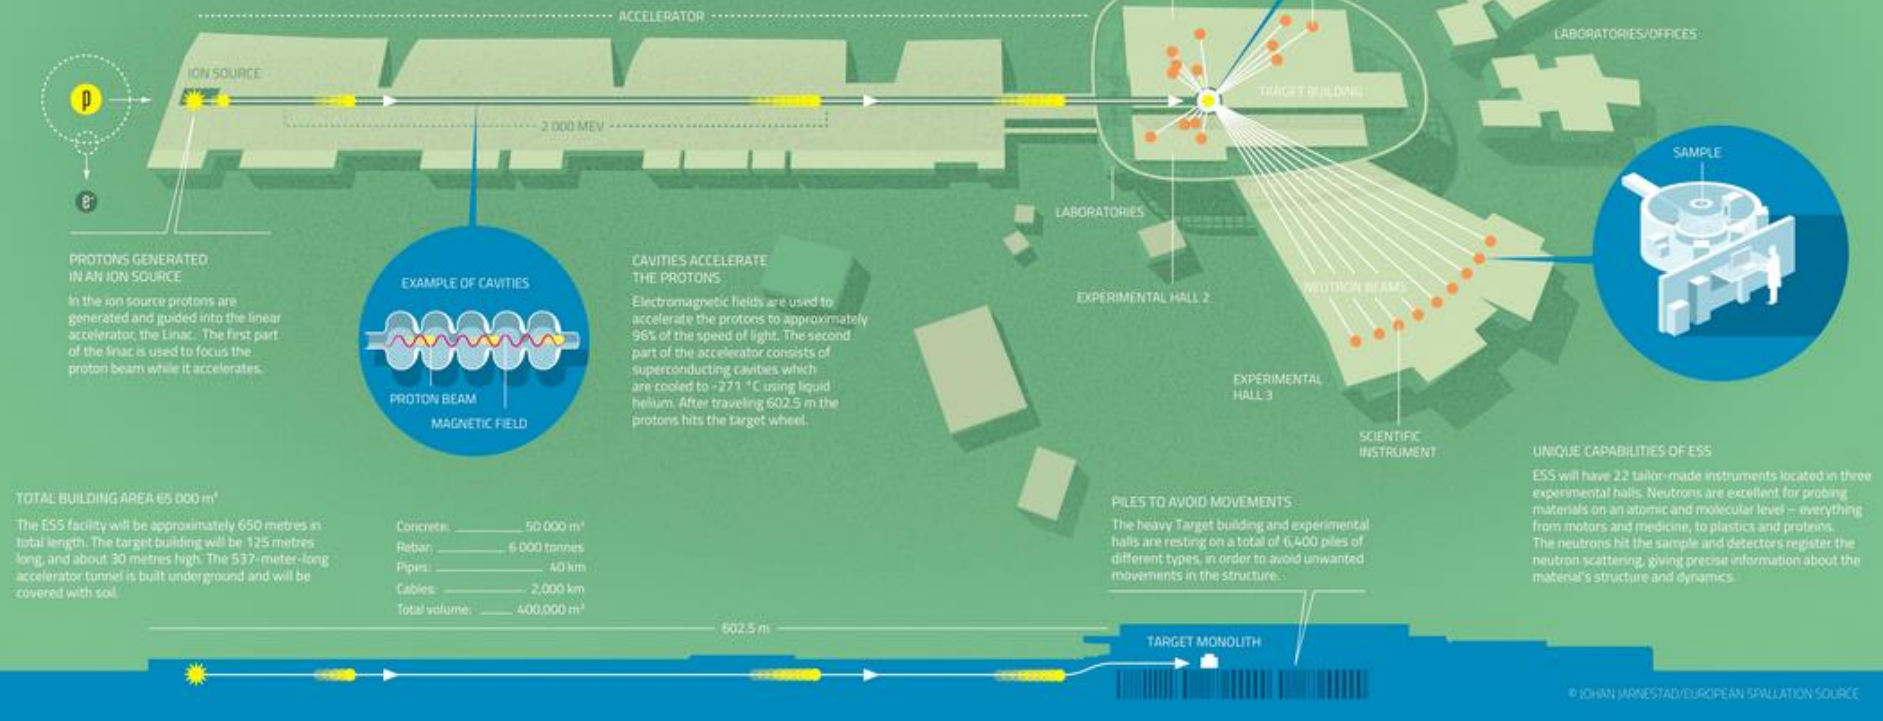 ACCELERATOR
LABORATORIES/OFFICES
ION SOURCE
p
TARGET BUILDING
2 000 MEV
SAMPLE
e-
LABORATORIES
PROTONS GENERATED
IN AN ION SOURCE
In the ion source protons are
generated and guided into the linear
accelerator, the Linac. The first part
of the linac is used to focus the
proton beam while it accelerates.
EXAMPLE OF CAVITIES
PROTON BEAM
MAGNETIC FIELD
CAVITIES ACCELERATE
THE PROTONS
Electromagnetic fields are used to
accelerate the protons to approximately
96% of the speed of light. The second
part of the accelerator consists of
superconducting cavities which
are cooled to -271 °C using liquid
helium. After traveling 602.5 m the
protons hits the target wheel.
EXPERIMENTAL HALL 2
NEUTRON BEAMS
EXPERIMENTAL
HALL 3
SCIENTIFIC
INSTRUMENT
UNIQUE CAPABILITIES OF ESS
ESS will have 22 tailor-made instruments located in three
experimental halls. Neutrons are excellent for probing
materials on an atomic and molecular level – everything
from motors and medicine, to plastics and proteins.
The neutrons hit the sample and detectors register the
neutron scattering, giving precise information about the
material's structure and dynamics.
TOTAL BUILDING AREA 65 000
The ESS facility will be approximately 650 metres in
total length. The target building will be 125 metres
long, and about 30 metres high. The 537-meter-long
accelerator tunnel is built underground and will be
covered with soil.
Concrete: 50 000 m³
Rebar: 6 000 tonnes
Pipes: 40 km
Cables: 2,000 km
Total volume: 400,000 m³
PILES TO AVOID MOVEMENTS
The heavy Target building and experimental
halls are resting on a total of 6,400 piles of
different types, in order to avoid unwanted
movements in the structure.
602.5 m
TARGET MONOLITH
© JOHAN JARNESTAD/EUROPEAN SPALLATION SOURCE